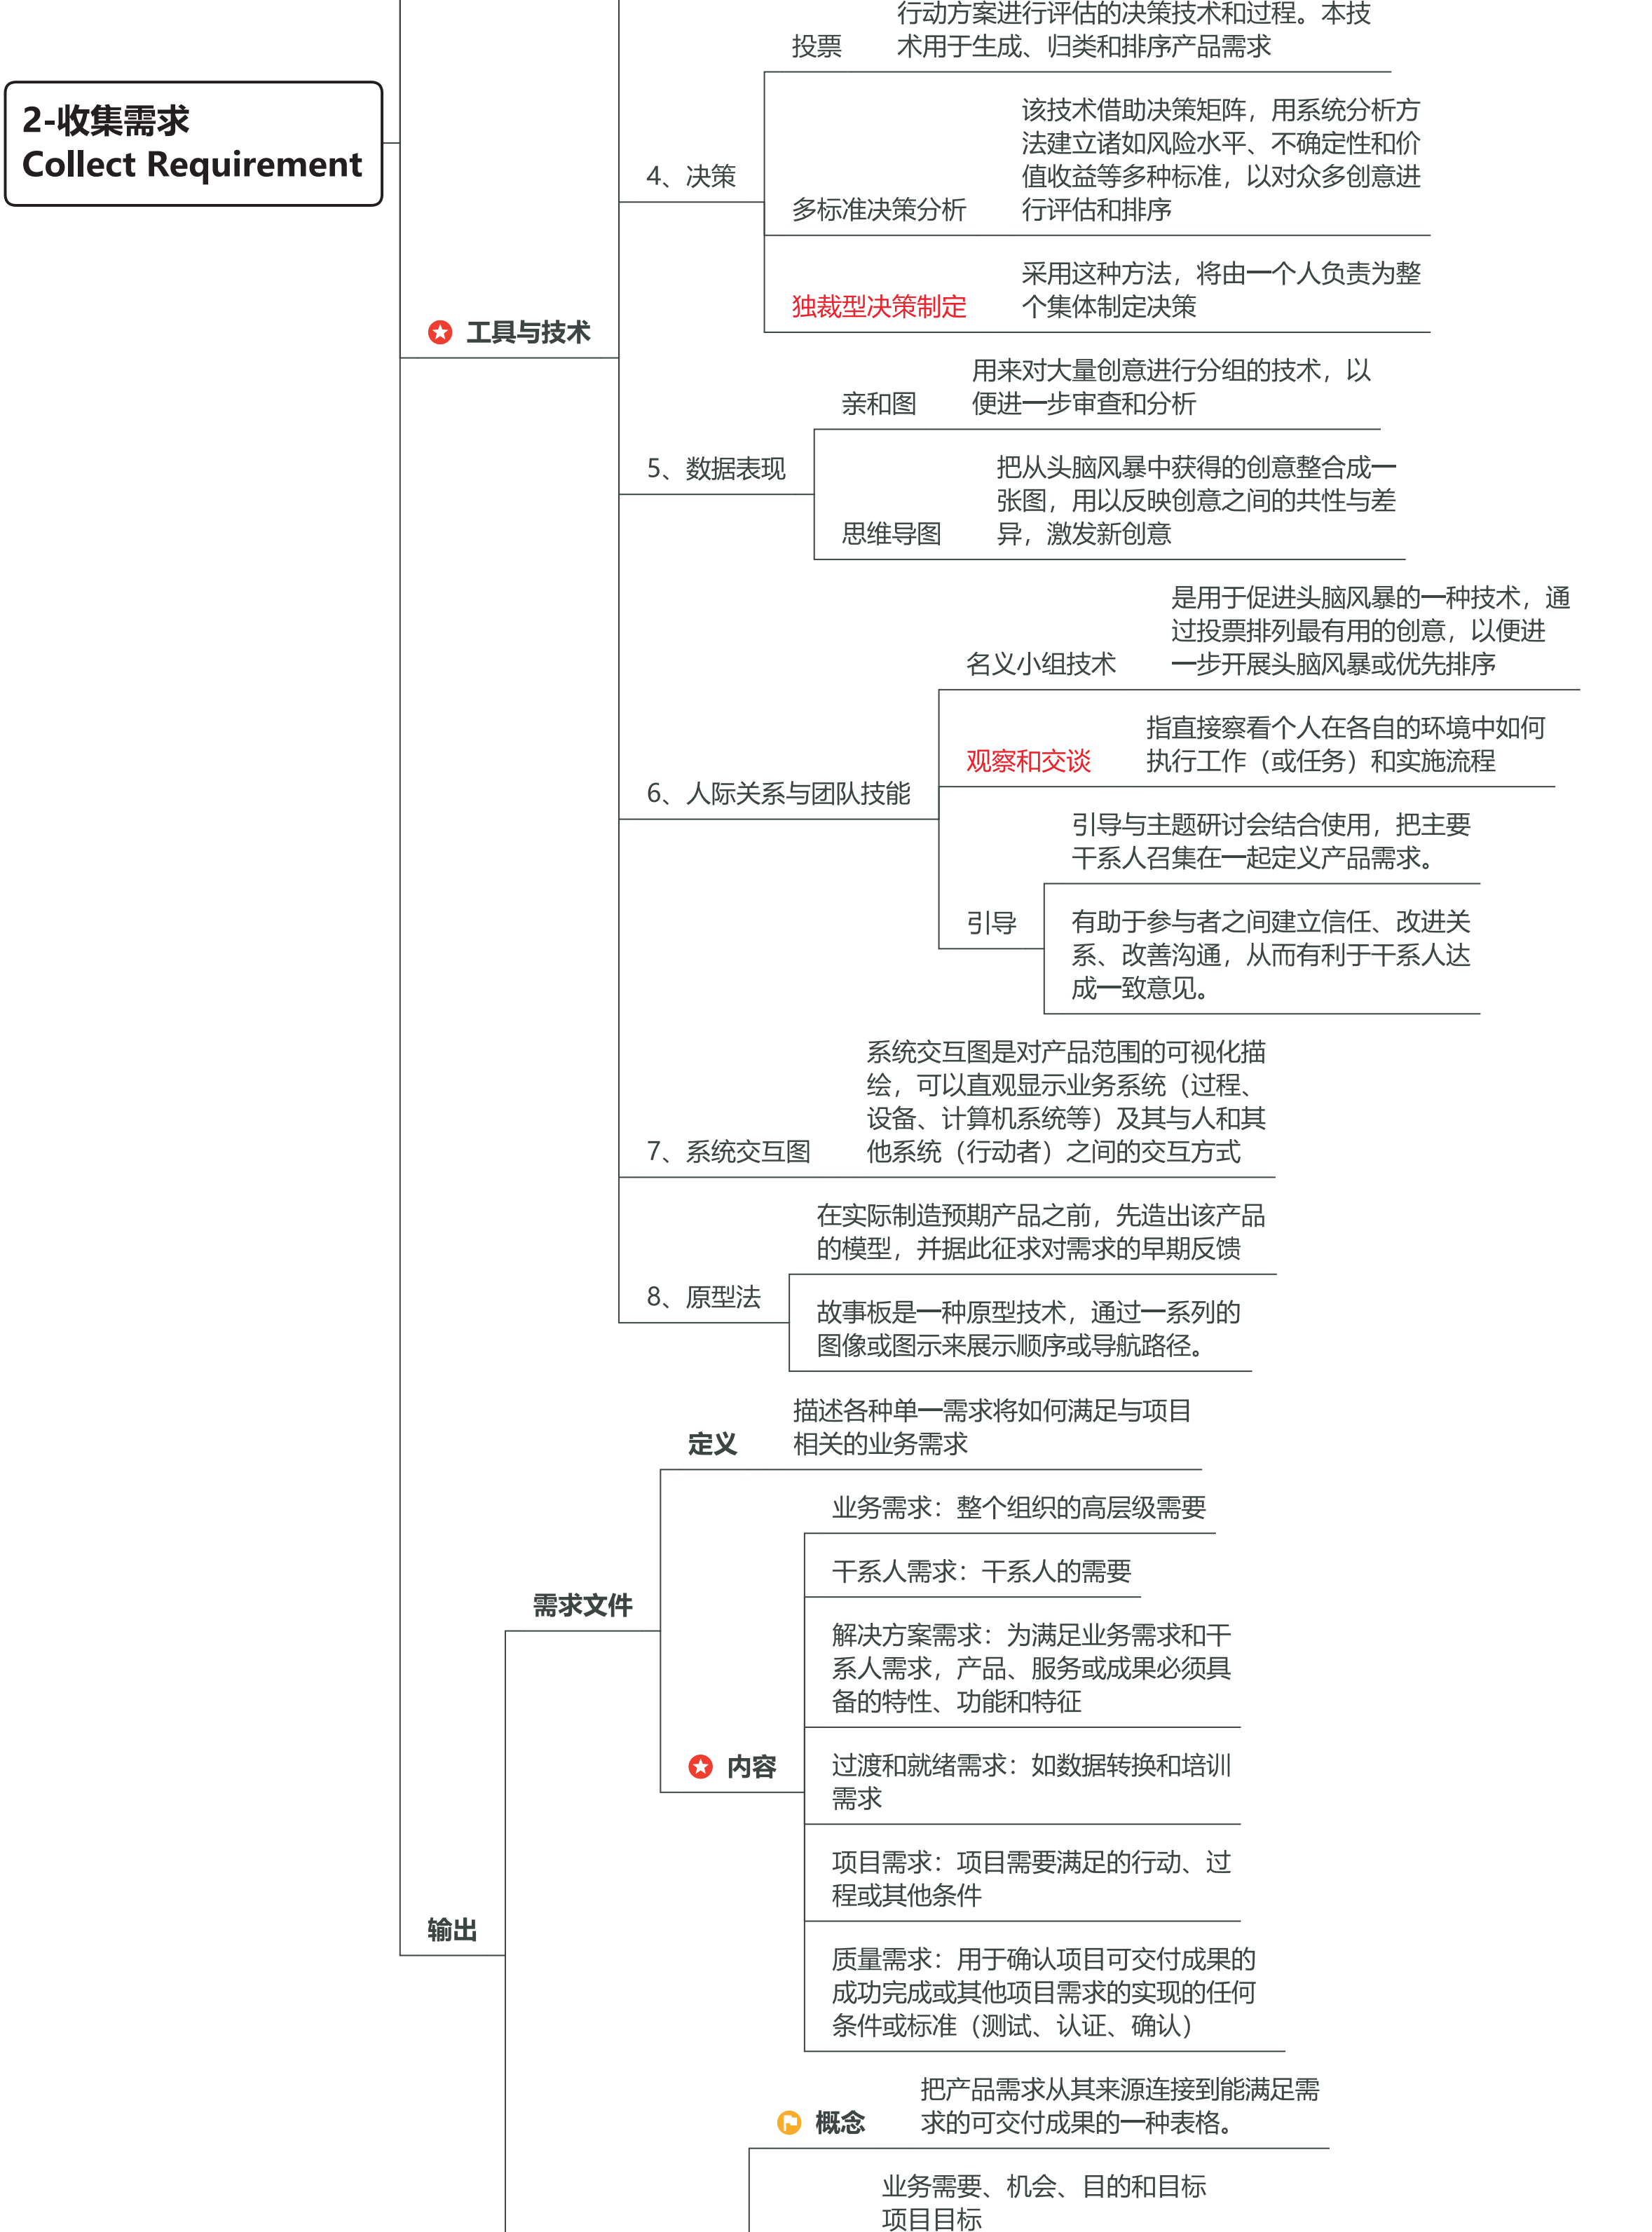 行动方案进行评估的决策技术和过程。本技
投票
术用于生成、归类和排序产品需求
2-收集需求
Collect Requirement
该技术借助决策矩阵，用系统分析方
法建立诸如风险水平、不确定性和价
4、决策
值收益等多种标准，以对众多创意进
多标准决策分析
行评估和排序
采用这种方法，将由一个人负责为整
独裁型决策制定
个集体制定决策
工具与技术
用来对大量创意进行分组的技术，以
亲和图
便进一步审查和分析
5、数据表现
把从头脑风暴中获得的创意整合成一
张图，用以反映创意之间的共性与差
思维导图
异，激发新创意
是用于促进头脑风暴的一种技术，通
过投票排列最有用的创意，以便进
名义小组技术
一步开展头脑风暴或优先排序
指直接察看个人在各自的环境中如何
观察和交谈
执行工作（或任务）和实施流程
6、人际关系与团队技能
引导与主题研讨会结合使用，把主要
干系人召集在一起定义产品需求。
引导
有助于参与者之间建立信任、改进关
系、改善沟通，从而有利于干系人达
成一致意见。
系统交互图是对产品范围的可视化描
绘，可以直观显示业务系统（过程、
设备、计算机系统等）及其与人和其
7、系统交互图
他系统（行动者）之间的交互方式
在实际制造预期产品之前，先造出该产品
的模型，并据此征求对需求的早期反馈
8、原型法
故事板是一种原型技术，通过一系列的
图像或图示来展示顺序或导航路径。
描述各种单一需求将如何满足与项目
定义
相关的业务需求
业务需求：整个组织的高层级需要
干系人需求：干系人的需要
需求文件
解决方案需求：为满足业务需求和干
系人需求，产品、服务或成果必须具
备的特性、功能和特征
内容
过渡和就绪需求：如数据转换和培训
需求
项目需求：项目需要满足的行动、过
程或其他条件
输出
质量需求：用于确认项目可交付成果的
成功完成或其他项目需求的实现的任何
条件或标准（测试、认证、确认）
把产品需求从其来源连接到能满足需
概念
求的可交付成果的一种表格。
业务需要、机会、目的和目标
项目目标